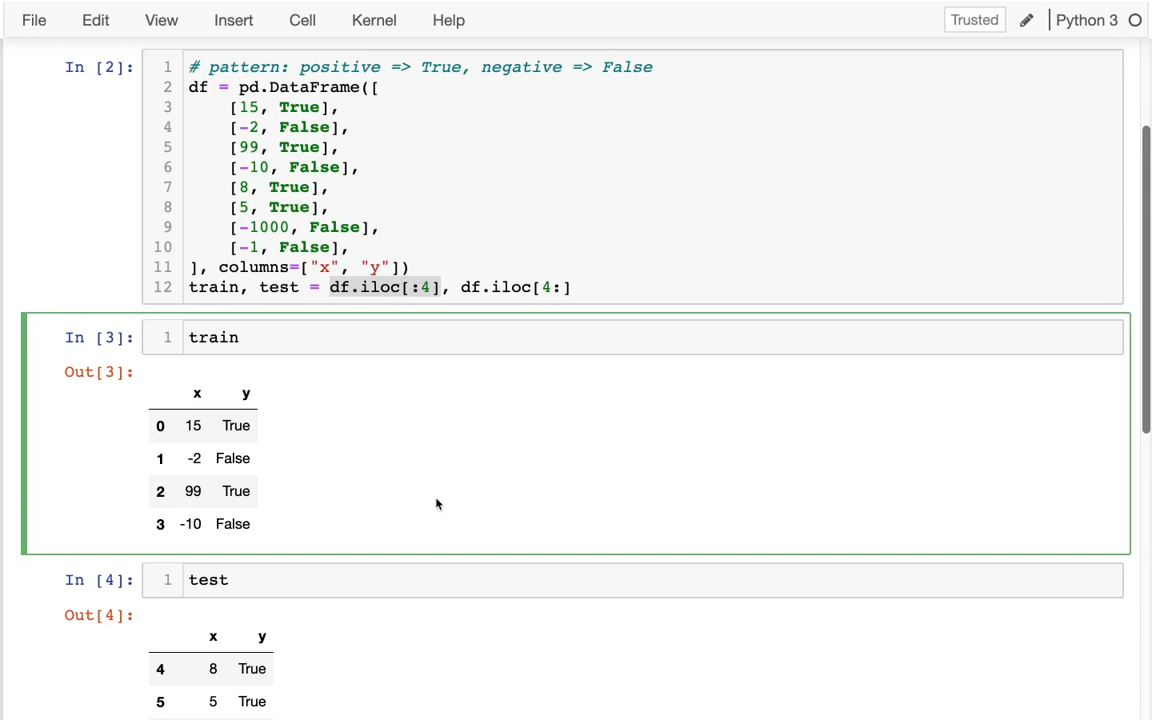 File Edit View Insert Cell Kernel Help Trusted Python 3
In [2]:
1 # pattern: positive => True, negative => False
2 df = pd.DataFrame([
3 [15, True],
4 [-2, False],
5 [99, True],
6 [-10, False],
7 [8, True],
8 [5, True],
9 [-1000, False],
10 [-1, False],
11 ], columns=["x", "y"])
12 train, test = df.iloc[:4], df.iloc[4:]
In [3]: 1 train
Out[3]:
x y
0 15 True
1 -2 False
2 99 True
3 -10 False
In [4]: 1 test
Out[4]:
x y
4 8 True
5 5 True